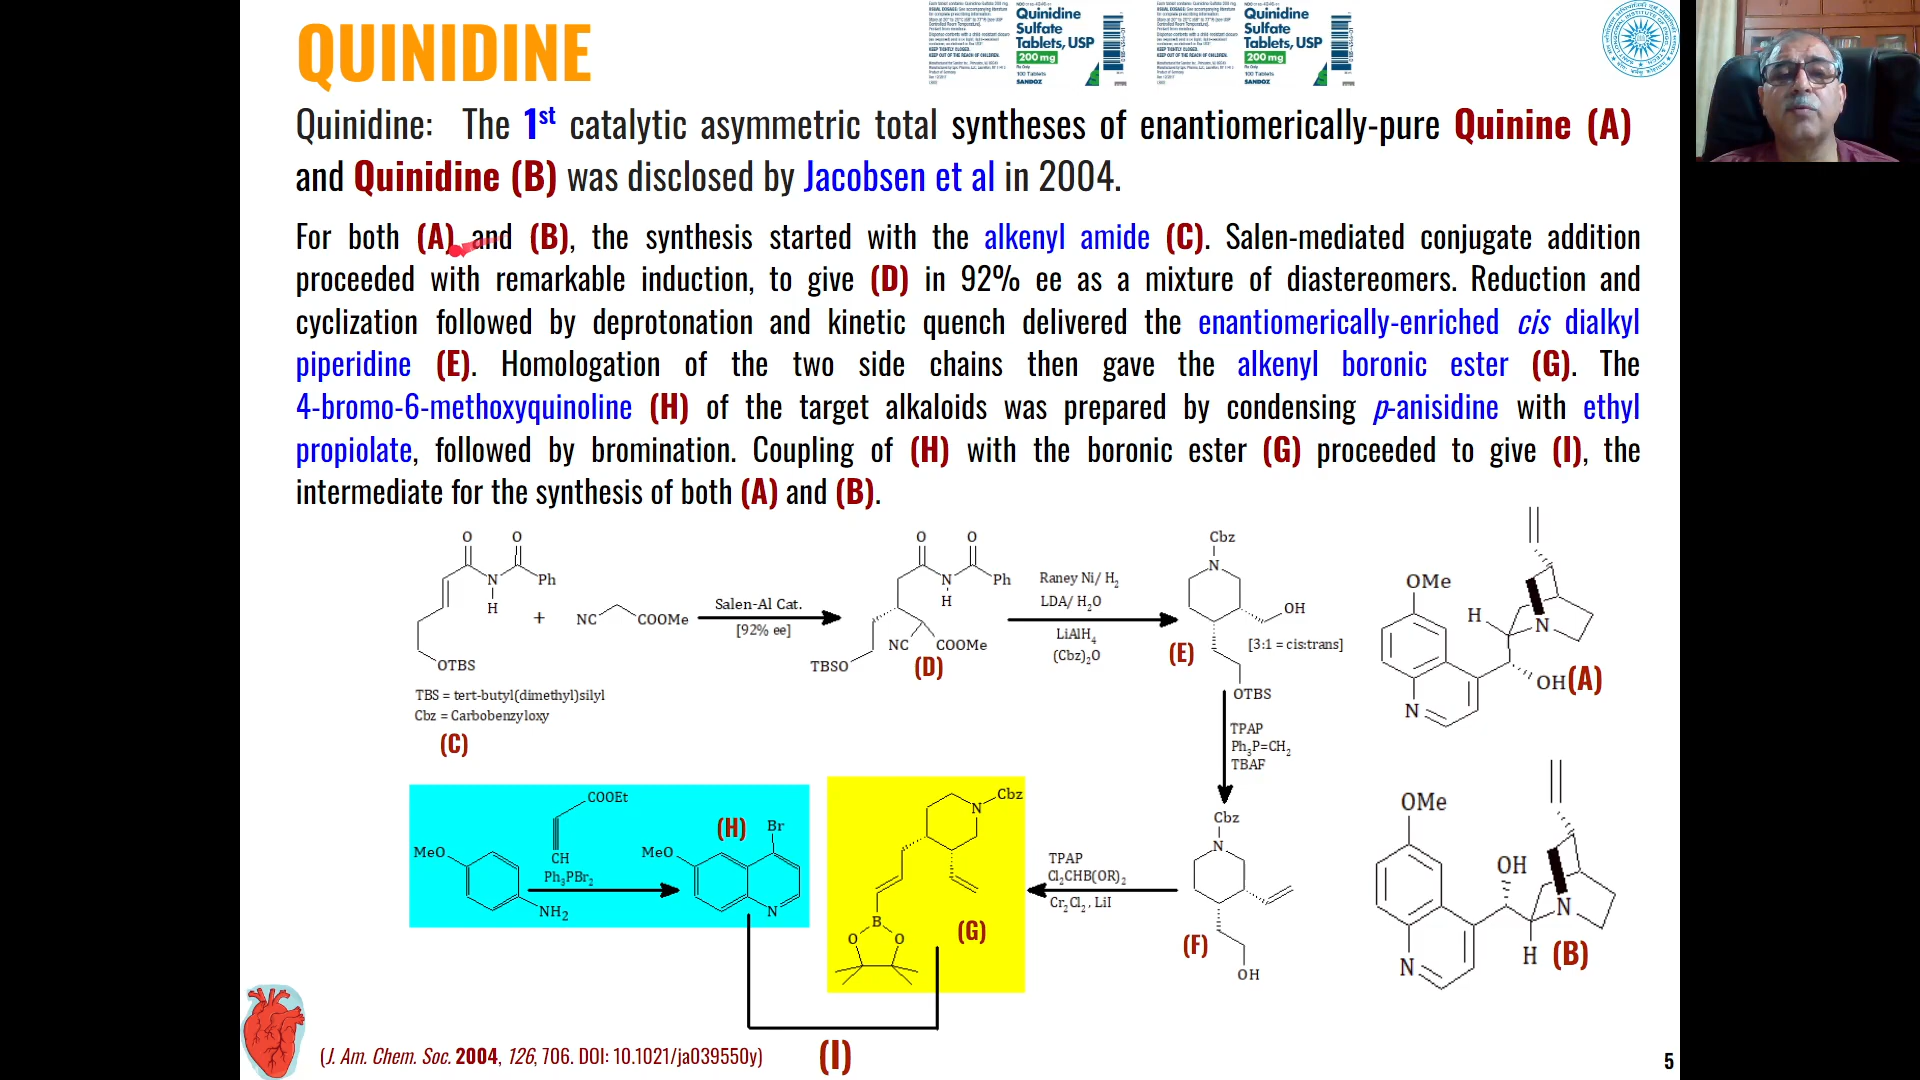 QUINIDINE
Quinidine
Sulfate
Tablets, USP
200 mg
100 Tablets
SANDOZ
Quinidine
Sulfate
Tablets, USP
200 mg
100 Tablets
SANDOZ
Quinidine: The 1st catalytic asymmetric total syntheses of enantiomerically-pure Quinine (A)
and Quinidine (B) was disclosed by Jacobsen et al in 2004.
For both (A) and (B), the synthesis started with the alkenyl amide (C). Salen-mediated conjugate addition
proceeded with remarkable induction, to give (D) in 92% ee as a mixture of diastereomers. Reduction and
cyclization followed by deprotonation and kinetic quench delivered the enantiomerically-enriched cis dialkyl
piperidine (E). Homologation of the two side chains then gave the alkenyl boronic ester (G). The
4-bromo-6-methoxyquinoline (H) of the target alkaloids was prepared by condensing p-anisidine with ethyl
propiolate, followed by bromination. Coupling of (H) with the boronic ester (G) proceeded to give (I), the
intermediate for the synthesis of both (A) and (B).
O O
N Ph
H
OTBS
+
NC COOMe
Salen-Al Cat.
[92% ee]
TBS = tert-butyl(dimethyl)silyl
Cbz = Carbobenzyloxy
(C)
O O
N Ph
H
NC COOMe
TBSO
(D)
Raney Ni/ H2
LDA/ H2O
LiAlH4
(Cbz)2O
Cbz
N
OH
(E)
[3:1 = cis:trans]
OTBS
OMe
H
N
OH (A)
N
TPAP
Ph3P=CH2
TBAF
Cbz
N
(F)
OH
TPAP
Cl2CHB(OR)2
Cr2Cl2, LiI
Cbz
N
B
O O
(G)
COOEt
CH
Ph3PBr2
MeO
NH2
(H)
Br
MeO
N
OMe
OH
N
H (B)
N
(J. Am. Chem. Soc. 2004, 126, 706. DOI: 10.1021/ja039550y)
(I)
5